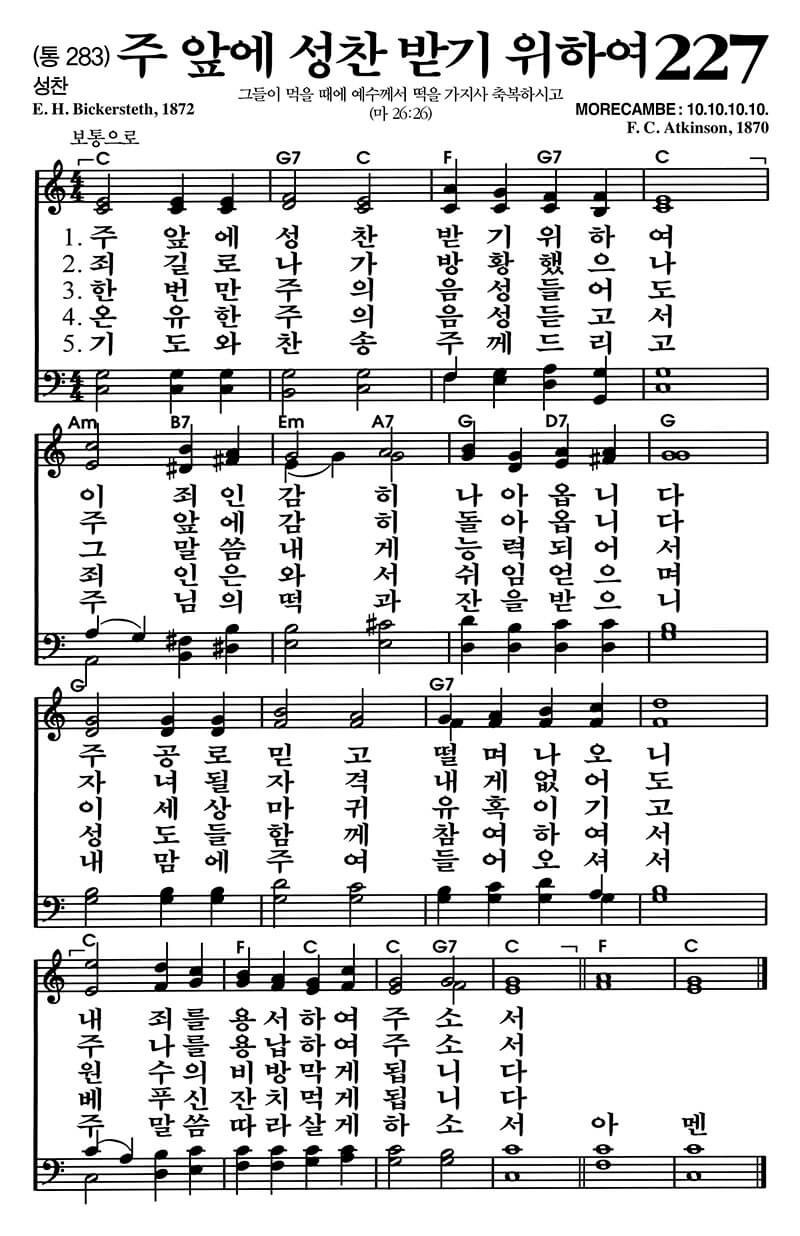 (통 283) 주 앞에 성찬 받기 위하여 227
성찬
E. H. Bickersteth, 1872
그들이 먹을 때에 예수께서 떡을 가지사 축복하시고
(마 26:26)
MORECAMBE : 10.10.10.10.
F. C. Atkinson, 1870
보통으로
C G7 C F G7 C
1. 주 앞 에 성 찬 받 기 위 하 여
2. 죄 길 로 나 가 방 황 했 으 나
3. 한 번 만 주 의 음 성 들 어 도
4. 온 유 한 주 의 음 성 듣 고 서
5. 기 도 와 찬 송 주 께 드 리 고
Am B7 Em A7 G D7 G
이 죄 인 감 히 나 아 옵 니 다
주 앞 에 감 히 돌 아 옵 니 다
그 말 씀 내 게 능 력 되 어 서
죄 인 은 와 서 쉬 임 얻 으 며
주 님 의 떡 과 잔 을 받 으 니
G G7
주 공 로 믿 고 떨 며 나 오 니
자 녀 될 자 격 내 게 없 어 도
이 세 상 마 귀 유 혹 이 기 고
성 도 들 함 께 참 여 하 여 서
내 맘 에 주 여 들 어 오 셔 서
C F C C G7 C F C
내 죄 를 용 서 하 여 주 소 서
주 나 를 용 납 하 여 주 소 서
원 수 의 비 방 막 게 됩 니 다
베 푸 신 잔 치 먹 게 됩 니 다
주 말 씀 따 라 살 게 하 소 서 아 멘